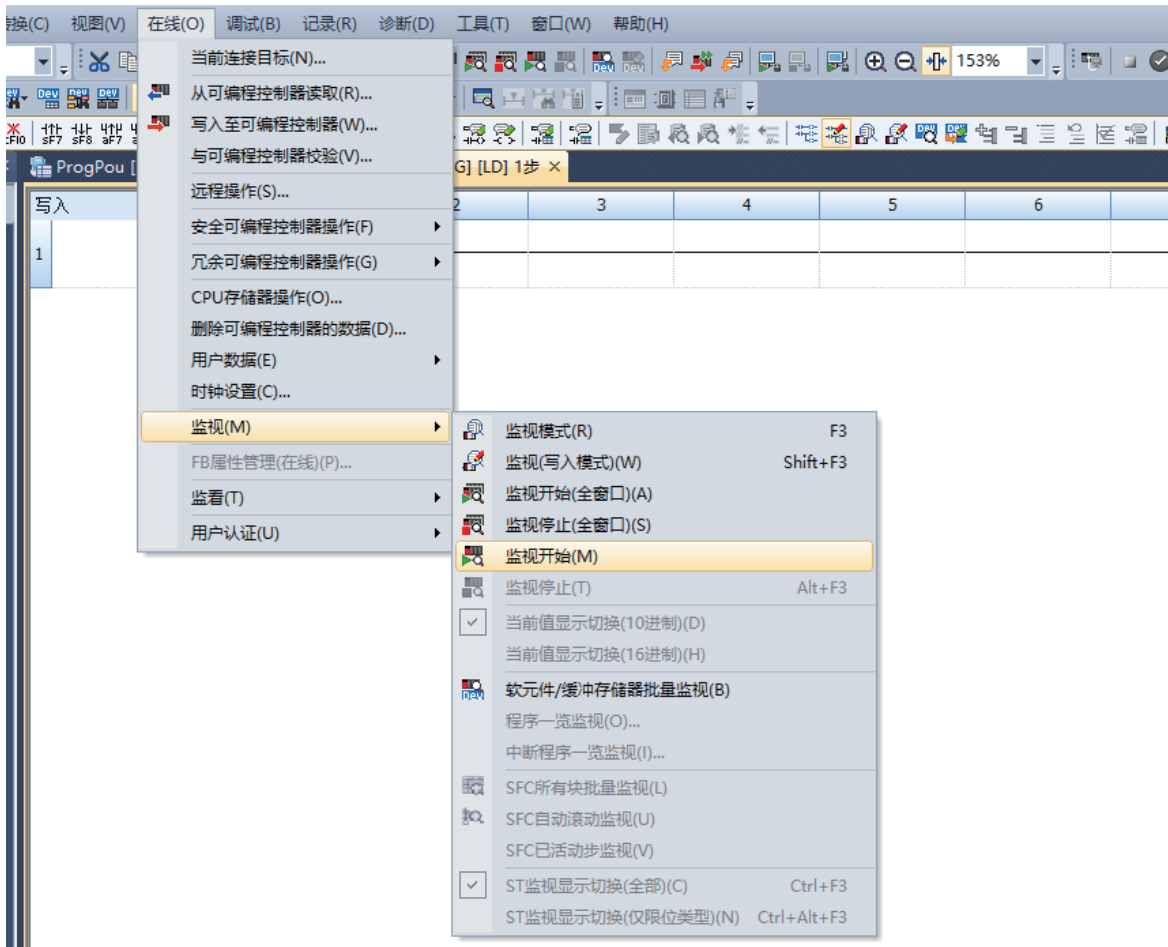 转换(C) 视图(V) 在线(O) 调试(B) 记录(R) 诊断(D) 工具(T) 窗口(W) 帮助(H)
153%
ProgPou [
G] [LD] 1步
写入 2 3 4 5 6
1
当前连接目标(N)...
从可编程控制器读取(R)...
写入至可编程控制器(W)...
与可编程控制器校验(V)...
远程操作(S)...
安全可编程控制器操作(F)
冗余可编程控制器操作(G)
CPU存储器操作(O)...
删除可编程控制器的数据(D)...
用户数据(E)
时钟设置(C)...
监视(M)
FB属性管理(在线)(P)...
监看(T)
用户认证(U)
监视模式(R) F3
监视(写入模式)(W) Shift+F3
监视开始(全窗口)(A)
监视停止(全窗口)(S)
监视开始(M)
监视停止(T) Alt+F3
当前值显示切换(10进制)(D)
当前值显示切换(16进制)(H)
软元件/缓冲存储器批量监视(B)
程序一览监视(O)...
中断程序一览监视(I)...
SFC所有块批量监视(L)
SFC自动滚动监视(U)
SFC已活动步监视(V)
ST监视显示切换(全部)(C) Ctrl+F3
ST监视显示切换(仅限位类型)(N) Ctrl+Alt+F3